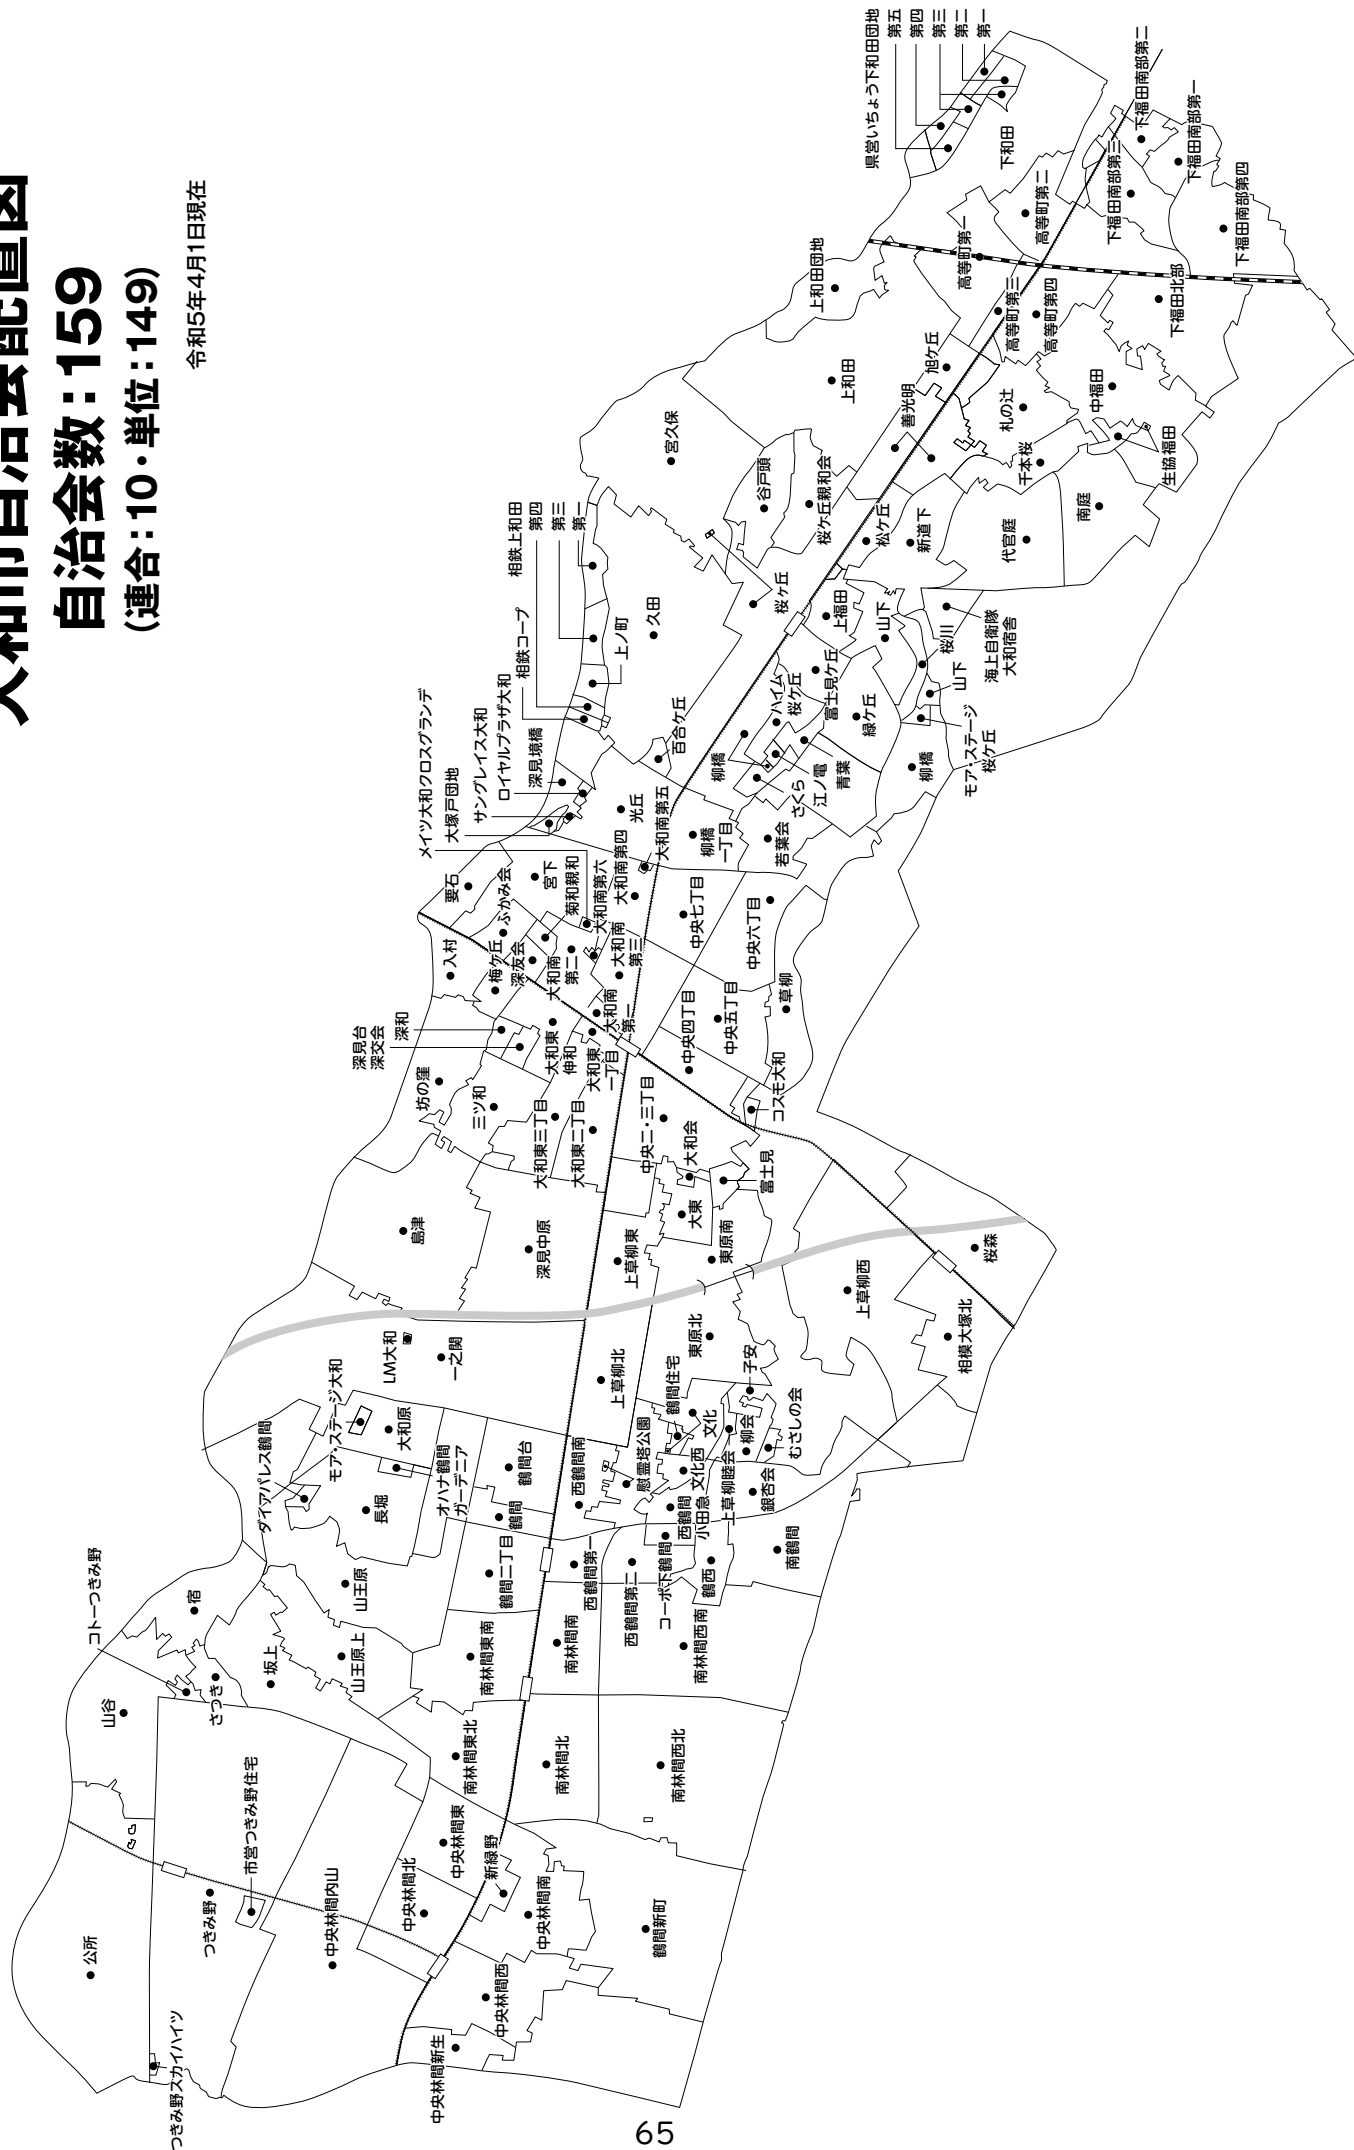 大和市自治会配置図
自治会数：159
(連合：10・単位：149)
令和5年4月1日現在
県営いちょう下和田団地
第五
第四
第三
第二
第一
下和田
下福田南部第二
下福田南部第一
下福田南部第三
下福田南部第四
高等町第二
高等町第一
高等町第三
高等町第四
下福田北部
上和田団地
上和田
旭ケ丘
善光明
札の辻
中福田
千本桜
生協福田
南庭
代官庭
宮久保
谷戸頭
桜ケ丘親和会
松ケ丘
新道下
桜ケ丘
上福田
山下
桜川
海上自衛隊
大和宿舎
山下
モア・ステージ
桜ケ丘
相鉄上和田
第四
第三
第一
久田
上ノ町
相鉄コープ
百合ケ丘
ハイム
桜ケ丘
富士見ケ丘
緑ケ丘
柳橋
柳橋
さくら
江ノ電
青葉
メイツ大和クロスグランデ
大塚戸団地
サングレイス大和
ロイヤルプラザ大和
深見境橋
光丘
大和南第五
大和南第四
柳橋
一丁目
若葉会
要石
ふかみ会
宮下
菊和親和
大和南第六
大和南
第三
中央七丁目
中央六丁目
入村
梅ケ丘
深友会
大和南
第二
大和南
第一
中央四丁目
中央五丁目
草柳
深見台
深交会
深和
大和東
伸和
大和東
一丁目
坊の窪
三ツ和
大和東三丁目
大和東二丁目
中央二・三丁目
コスモ大和
大和会
富士見
大東
東原南
島津
深見中原
上草柳東
上草柳西
桜森
相模大塚北
LM大和
一之関
上草柳北
東原北
子安
鶴間住宅
文化
柳会
むさしの会
モア・ステージ大和
大和原
ダイアパレス鶴間
長堀
オハナ鶴間
ガーデニア
鶴間台
鶴間
西鶴間南
慰霊塔公園
文化西
上草柳睦会
銀杏会
小田急
西鶴間
コーポ下鶴間
鶴西
南鶴間
鶴間二丁目
西鶴間第一
西鶴間第二
コトーつきみ野
宿
山王原
さつき
坂上
山王原上
南林間東南
南林間南
南林間西南
山谷
南林間東北
南林間北
南林間西北
市営つきみ野住宅
つきみ野
中央林間内山
中央林間北
中央林間東
新緑野
中央林間南
鶴間新町
公所
つきみ野スカイハイツ
中央林間西
中央林間新生
65